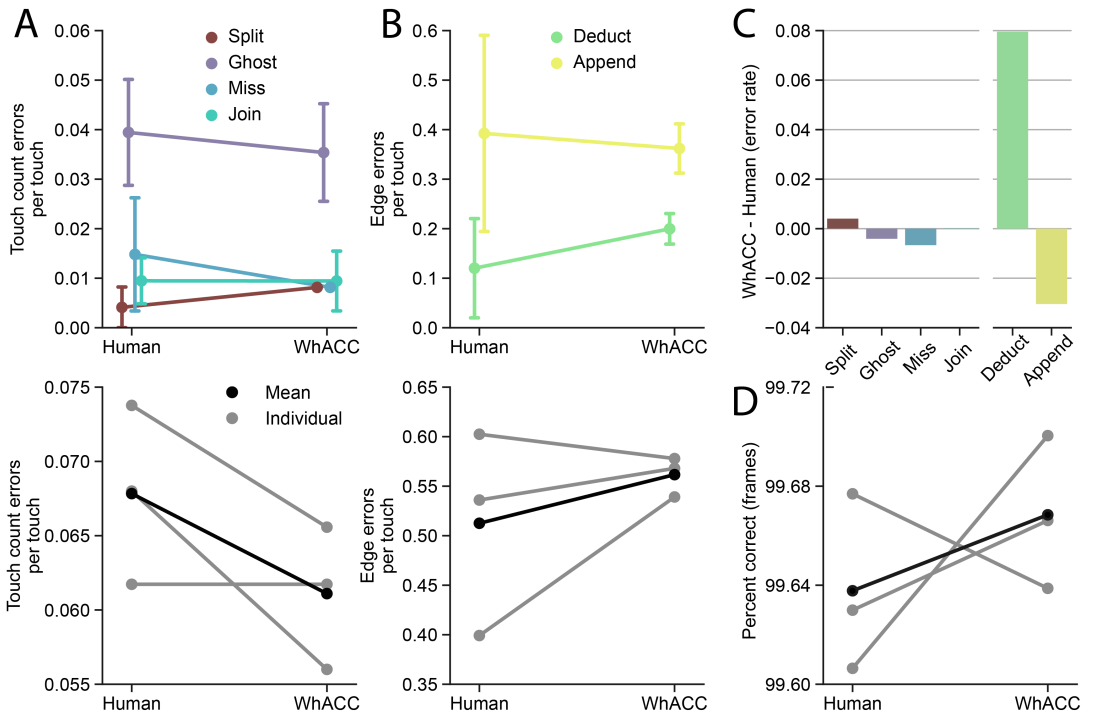 A
Touch count errors
per touch
0.06
0.05
0.04
0.03
0.02
0.01
0.00
Split
Ghost
Miss
Join
Human
WhACC
B
Edge errors
per touch
0.6
0.5
0.4
0.3
0.2
0.1
0.0
Deduct
Append
Human
WhACC
C
WhACC - Human (error rate)
0.08
0.06
0.04
0.02
0.00
−0.02
−0.04
Split
Ghost
Miss
Join
Deduct
Append
Touch count errors
per touch
0.075
0.070
0.065
0.060
0.055
Mean
Individual
Human
WhACC
Edge errors
per touch
0.65
0.60
0.55
0.50
0.45
0.40
0.35
Human
WhACC
D
Percent correct (frames)
99.72
99.68
99.64
99.60
Human
WhACC